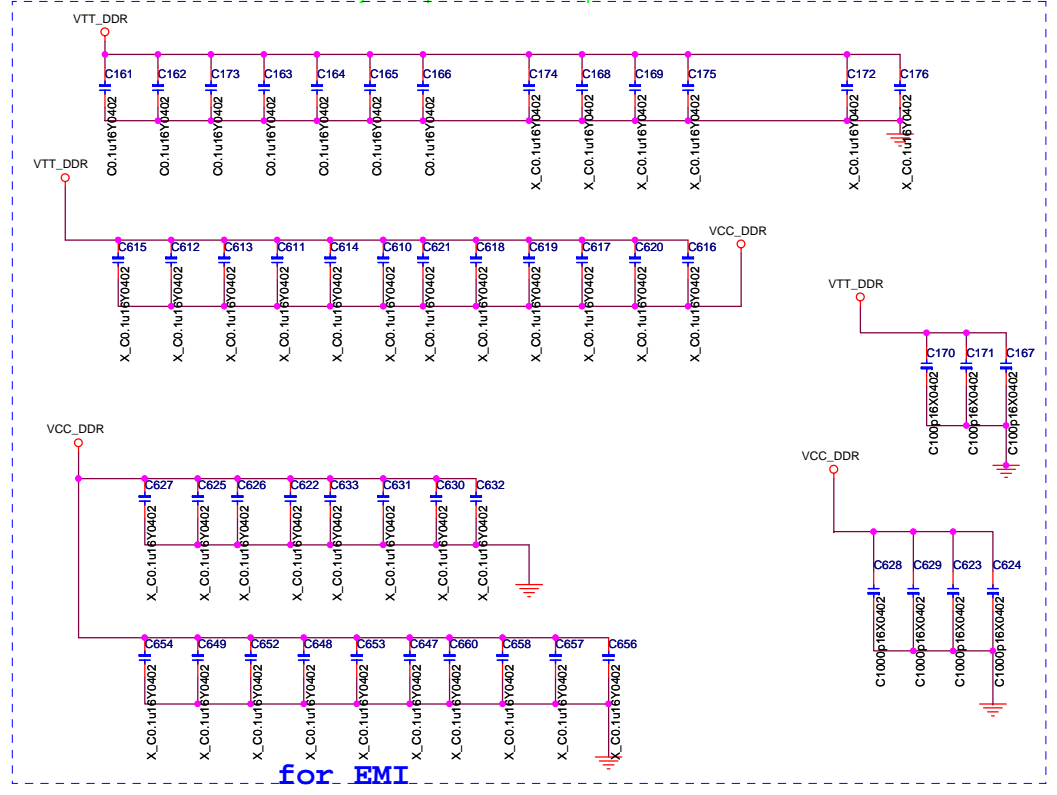 VTT_DDR
C161 C162 C173 C163 C164 C165 C166 C174 C168 C169 C175 C172 C176
C0.1u16Y0402 C0.1u16Y0402 C0.1u16Y0402 C0.1u16Y0402 C0.1u16Y0402 C0.1u16Y0402 C0.1u16Y0402 X_C0.1u16Y0402 X_C0.1u16Y0402 X_C0.1u16Y0402 X_C0.1u16Y0402 X_C0.1u16Y0402 X_C0.1u16Y0402
VTT_DDR
VCC_DDR
C615 C612 C613 C611 C614 C610 C621 C618 C619 C617 C620 C616
X_C0.1u16Y0402 X_C0.1u16Y0402 X_C0.1u16Y0402 X_C0.1u16Y0402 X_C0.1u16Y0402 X_C0.1u16Y0402 X_C0.1u16Y0402 X_C0.1u16Y0402 X_C0.1u16Y0402 X_C0.1u16Y0402 X_C0.1u16Y0402 X_C0.1u16Y0402
VTT_DDR
C170 C171 C167
C100p16X0402 C100p16X0402 C100p16X0402
VCC_DDR
C627 C625 C626 C622 C633 C631 C630 C632
X_C0.1u16Y0402 X_C0.1u16Y0402 X_C0.1u16Y0402 X_C0.1u16Y0402 X_C0.1u16Y0402 X_C0.1u16Y0402 X_C0.1u16Y0402 X_C0.1u16Y0402
VCC_DDR
C628 C629 C623 C624
C1000p16X0402 C1000p16X0402 C1000p16X0402 C1000p16X0402
C654 C649 C652 C648 C653 C647 C660 C658 C657 C656
X_C0.1u16Y0402 X_C0.1u16Y0402 X_C0.1u16Y0402 X_C0.1u16Y0402 X_C0.1u16Y0402 X_C0.1u16Y0402 X_C0.1u16Y0402 X_C0.1u16Y0402 X_C0.1u16Y0402 X_C0.1u16Y0402
for EMI